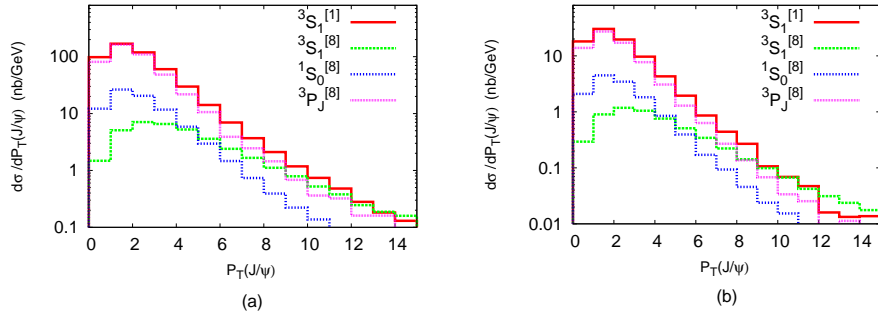 dσ/dP_T(J/ψ) (nb/GeV)
100
10
1
0.1
0 2 4 6 8 10 12 14
P_T(J/ψ)
³S₁^[1]
³S₁^[8]
¹S₀^[8]
³P_J^[8]
(a)
dσ/dP_T(J/ψ) (nb/GeV)
10
1
0.1
0.01
0 2 4 6 8 10 12 14
P_T(J/ψ)
³S₁^[1]
³S₁^[8]
¹S₀^[8]
³P_J^[8]
(b)